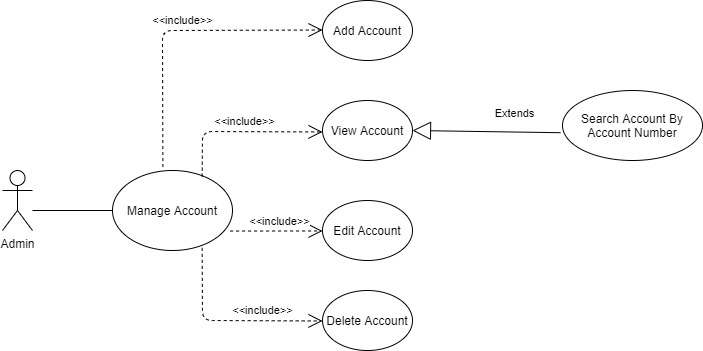 <<include>>
Add Account
<<include>>
View Account
Extends
Search Account By
Account Number
Admin
Manage Account
<<include>>
Edit Account
<<include>>
Delete Account